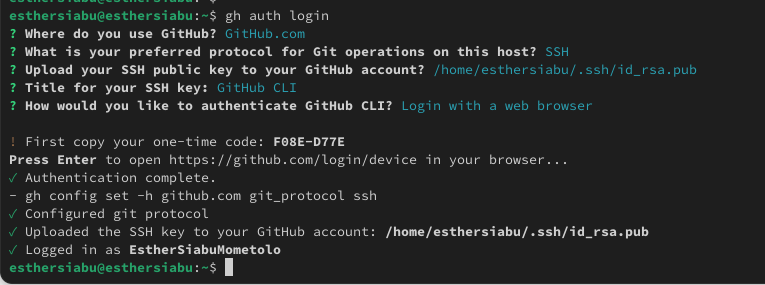 esthersiabu@esthersiabu:~$ gh auth login
? Where do you use GitHub? GitHub.com
? What is your preferred protocol for Git operations on this host? SSH
? Upload your SSH public key to your GitHub account? /home/esthersiabu/.ssh/id_rsa.pub
? Title for your SSH key: GitHub CLI
? How would you like to authenticate GitHub CLI? Login with a web browser
! First copy your one-time code: F08E-D77E
Press Enter to open https://github.com/login/device in your browser...
✓ Authentication complete.
- gh config set -h github.com git_protocol ssh
✓ Configured git protocol
✓ Uploaded the SSH key to your GitHub account: /home/esthersiabu/.ssh/id_rsa.pub
✓ Logged in as EstherSiabuMometolo
esthersiabu@esthersiabu:~$